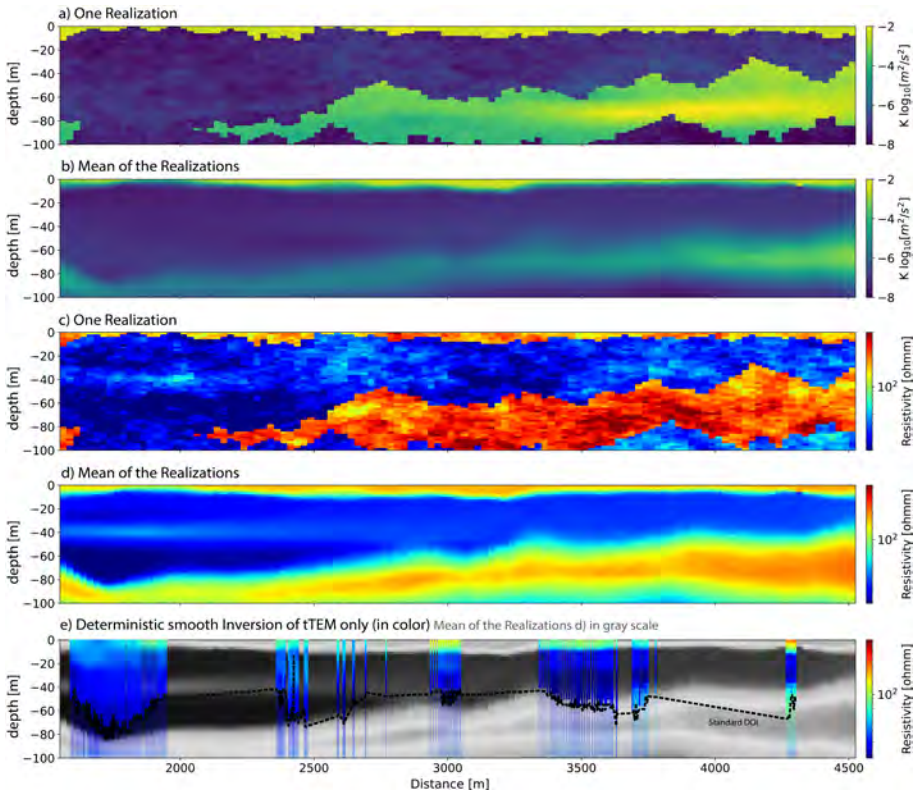 a) One Realization
0
−20
−40
−60
−80
−100
depth [m]
−2
−4
−6
−8
K log₁₀[m²/s²]
b) Mean of the Realizations
0
−20
−40
−60
−80
−100
depth [m]
−2
−4
−6
−8
K log₁₀[m²/s²]
c) One Realization
0
−20
−40
−60
−80
−100
depth [m]
10²
Resistivity [ohmm]
d) Mean of the Realizations
0
−20
−40
−60
−80
−100
depth [m]
10²
Resistivity [ohmm]
e) Deterministic smooth Inversion of tTEM only (in color) Mean of the Realizations d) in gray scale
0
−20
−40
−60
−80
−100
depth [m]
Standard DOI
10²
Resistivity [ohmm]
2000 2500 3000 3500 4000 4500
Distance [m]